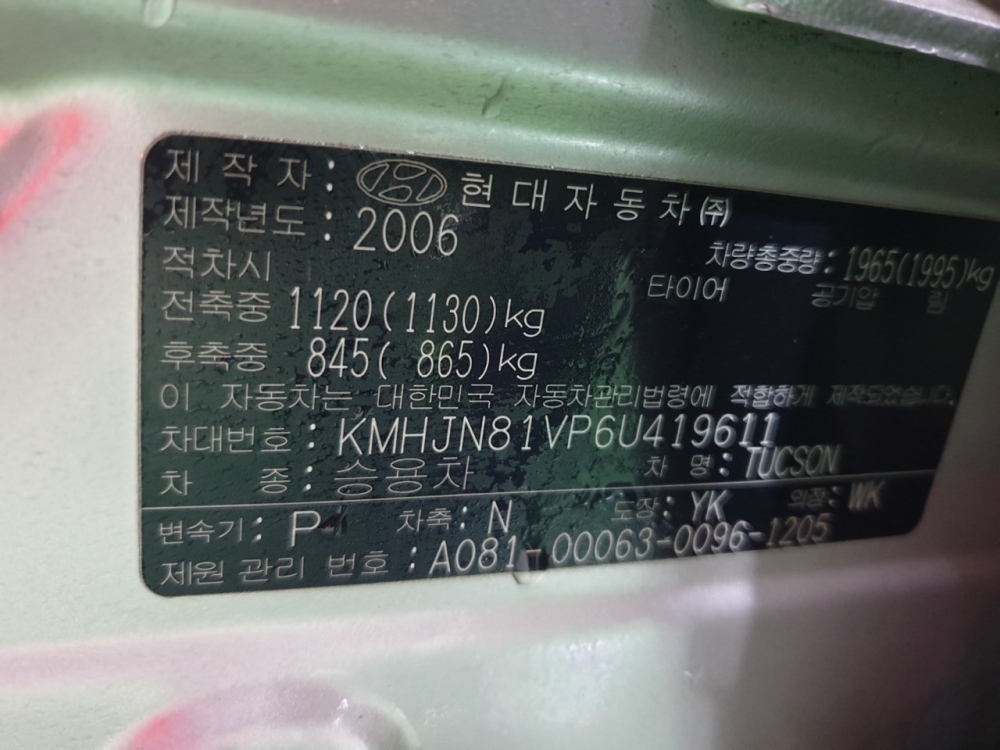 제 작 자 : 현 대 자 동 차 ㈜
제작년도 : 2006
차량총중량 : 1965(1995)kg
적차시
타이어 공기압
전축중 1120(1130)kg
후축중 845( 865)kg
이 자동차는 대한민국 자동차관리법령에 적합하게 제작되었습니다.
차대번호 : KMHJN81VP6U419611
차 종 : 승용차 차 명 : TUCSON
변속기 : P 차축 : N 도장 : YK 의장 : WK
제원 관리 번호 : A081-00063-0096-1205